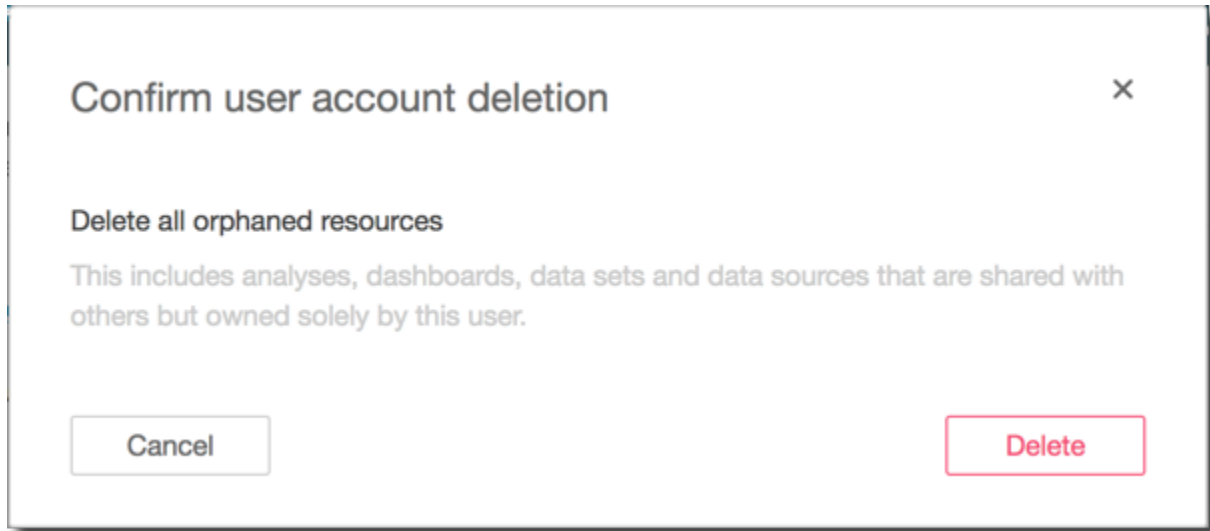 Confirm user account deletion
Delete all orphaned resources
This includes analyses, dashboards, data sets and data sources that are shared with
others but owned solely by this user.
Cancel
Delete